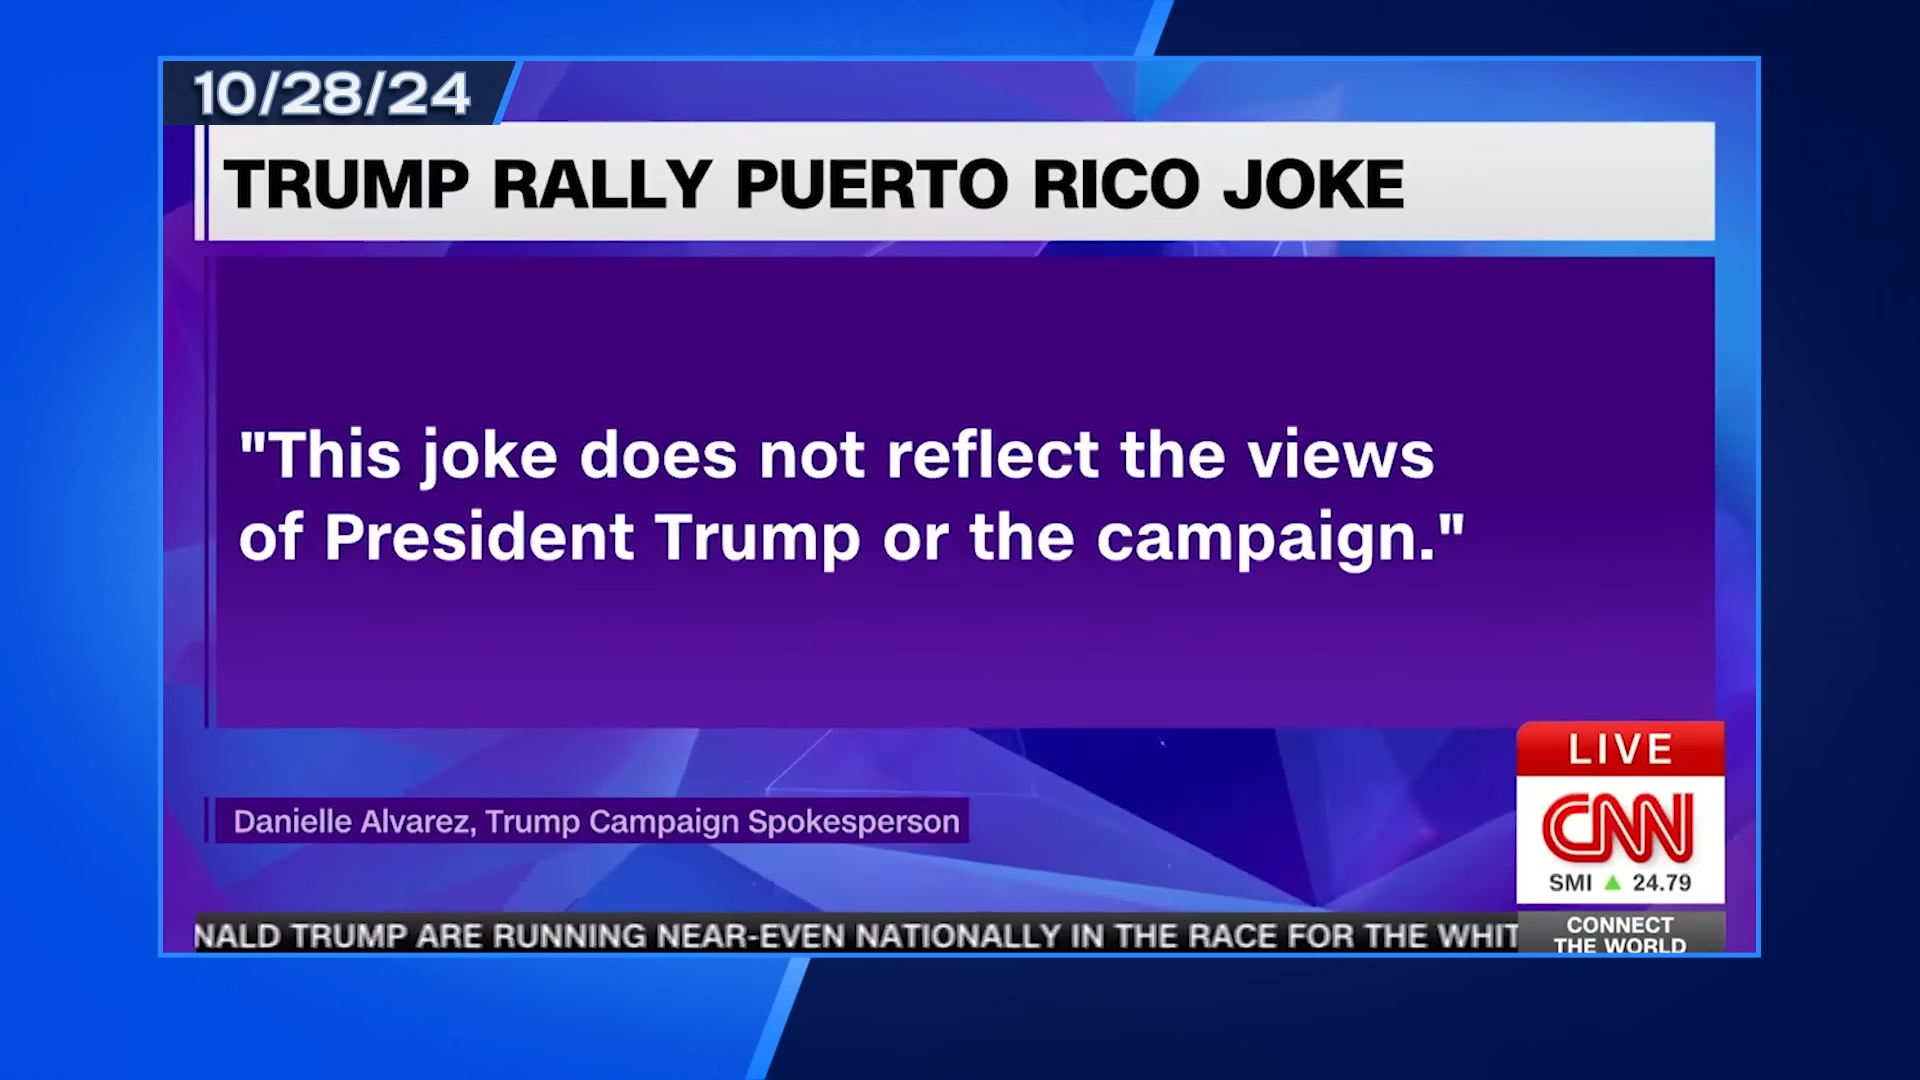 10/28/24
TRUMP RALLY PUERTO RICO JOKE
"This joke does not reflect the views
of President Trump or the campaign."
LIVE
CNN
SMI ▲ 24.79
Danielle Alvarez, Trump Campaign Spokesperson
NALD TRUMP ARE RUNNING NEAR-EVEN NATIONALLY IN THE RACE FOR THE WHIT
CONNECT
THE WORLD